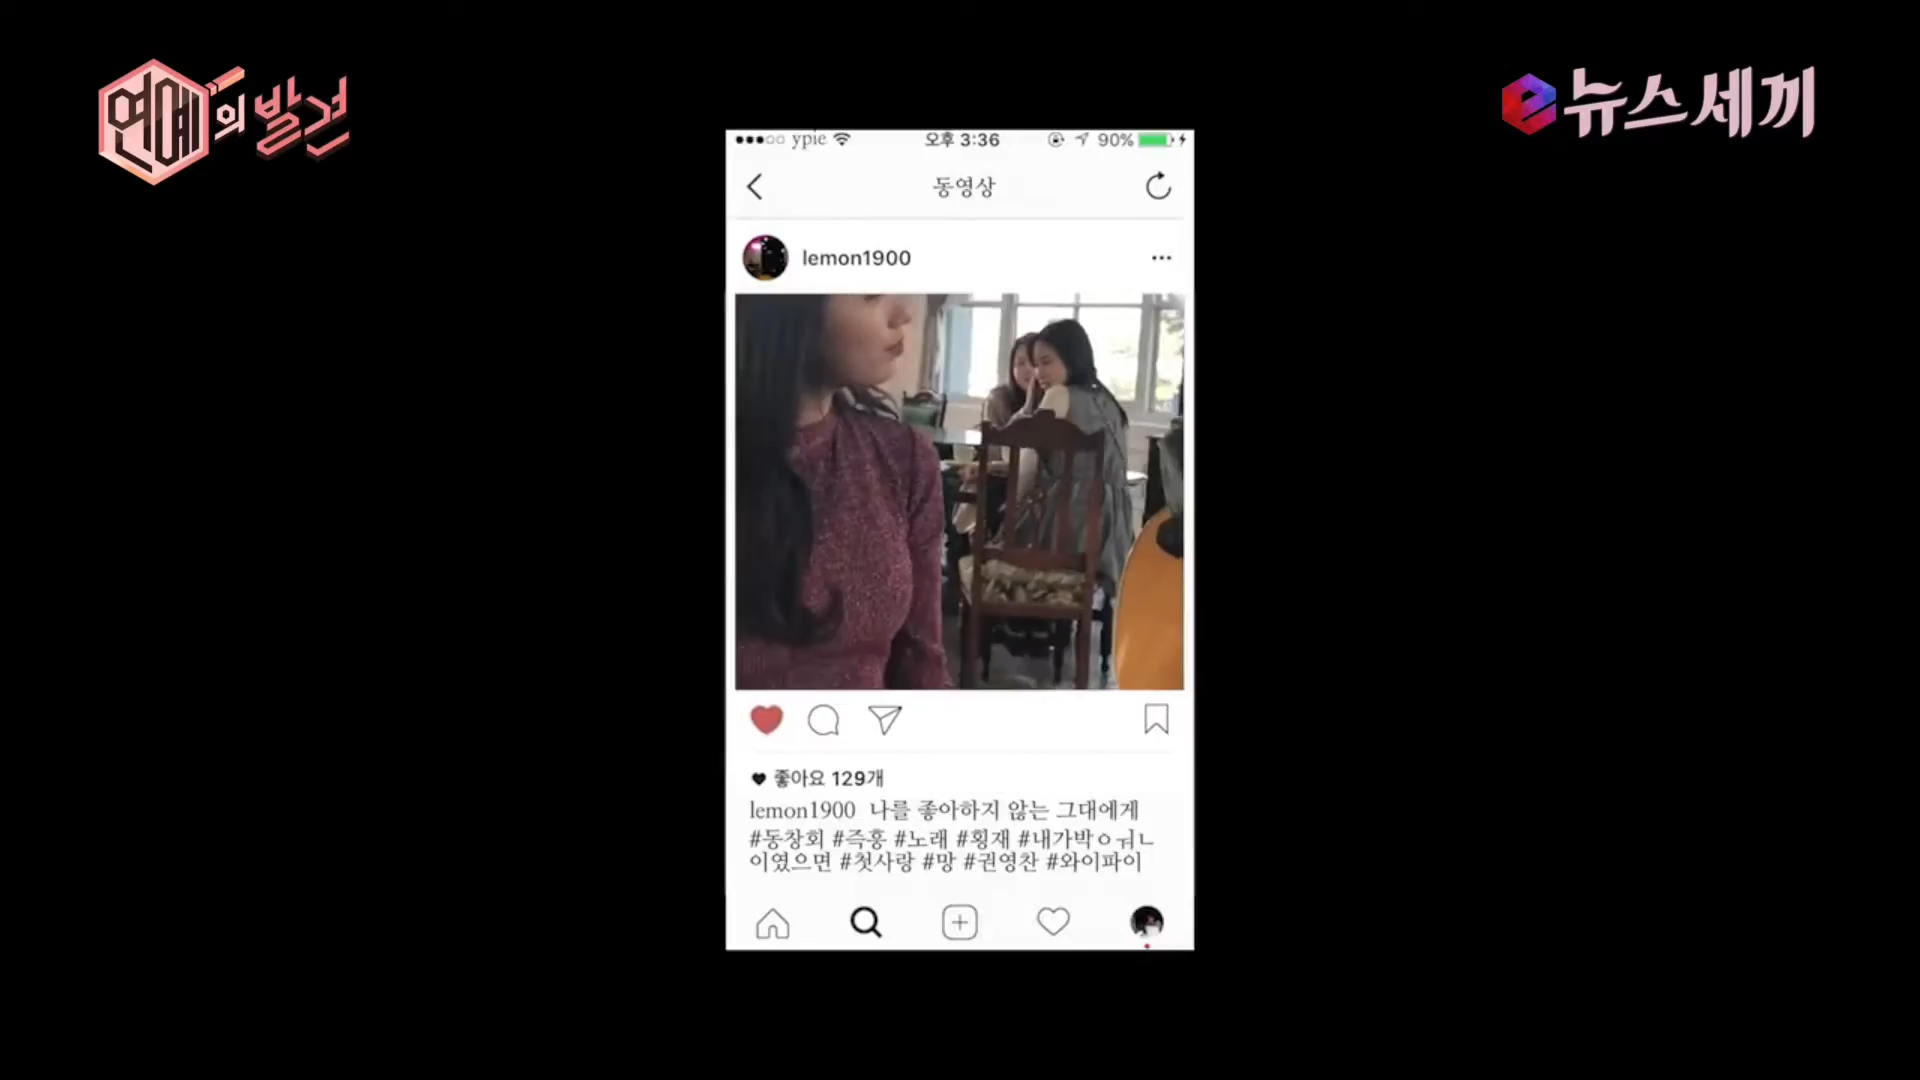 연예의 발견
e뉴스세끼
ypie 오후 3:36 90%
동영상
lemon1900
좋아요 129개
lemon1900 나를 좋아하지 않는 그대에게
#동창회 #즉흥 #노래 #횡재 #내가박ㅇㅝㄴ
이였으면 #첫사랑 #망 #권영찬 #와이파이